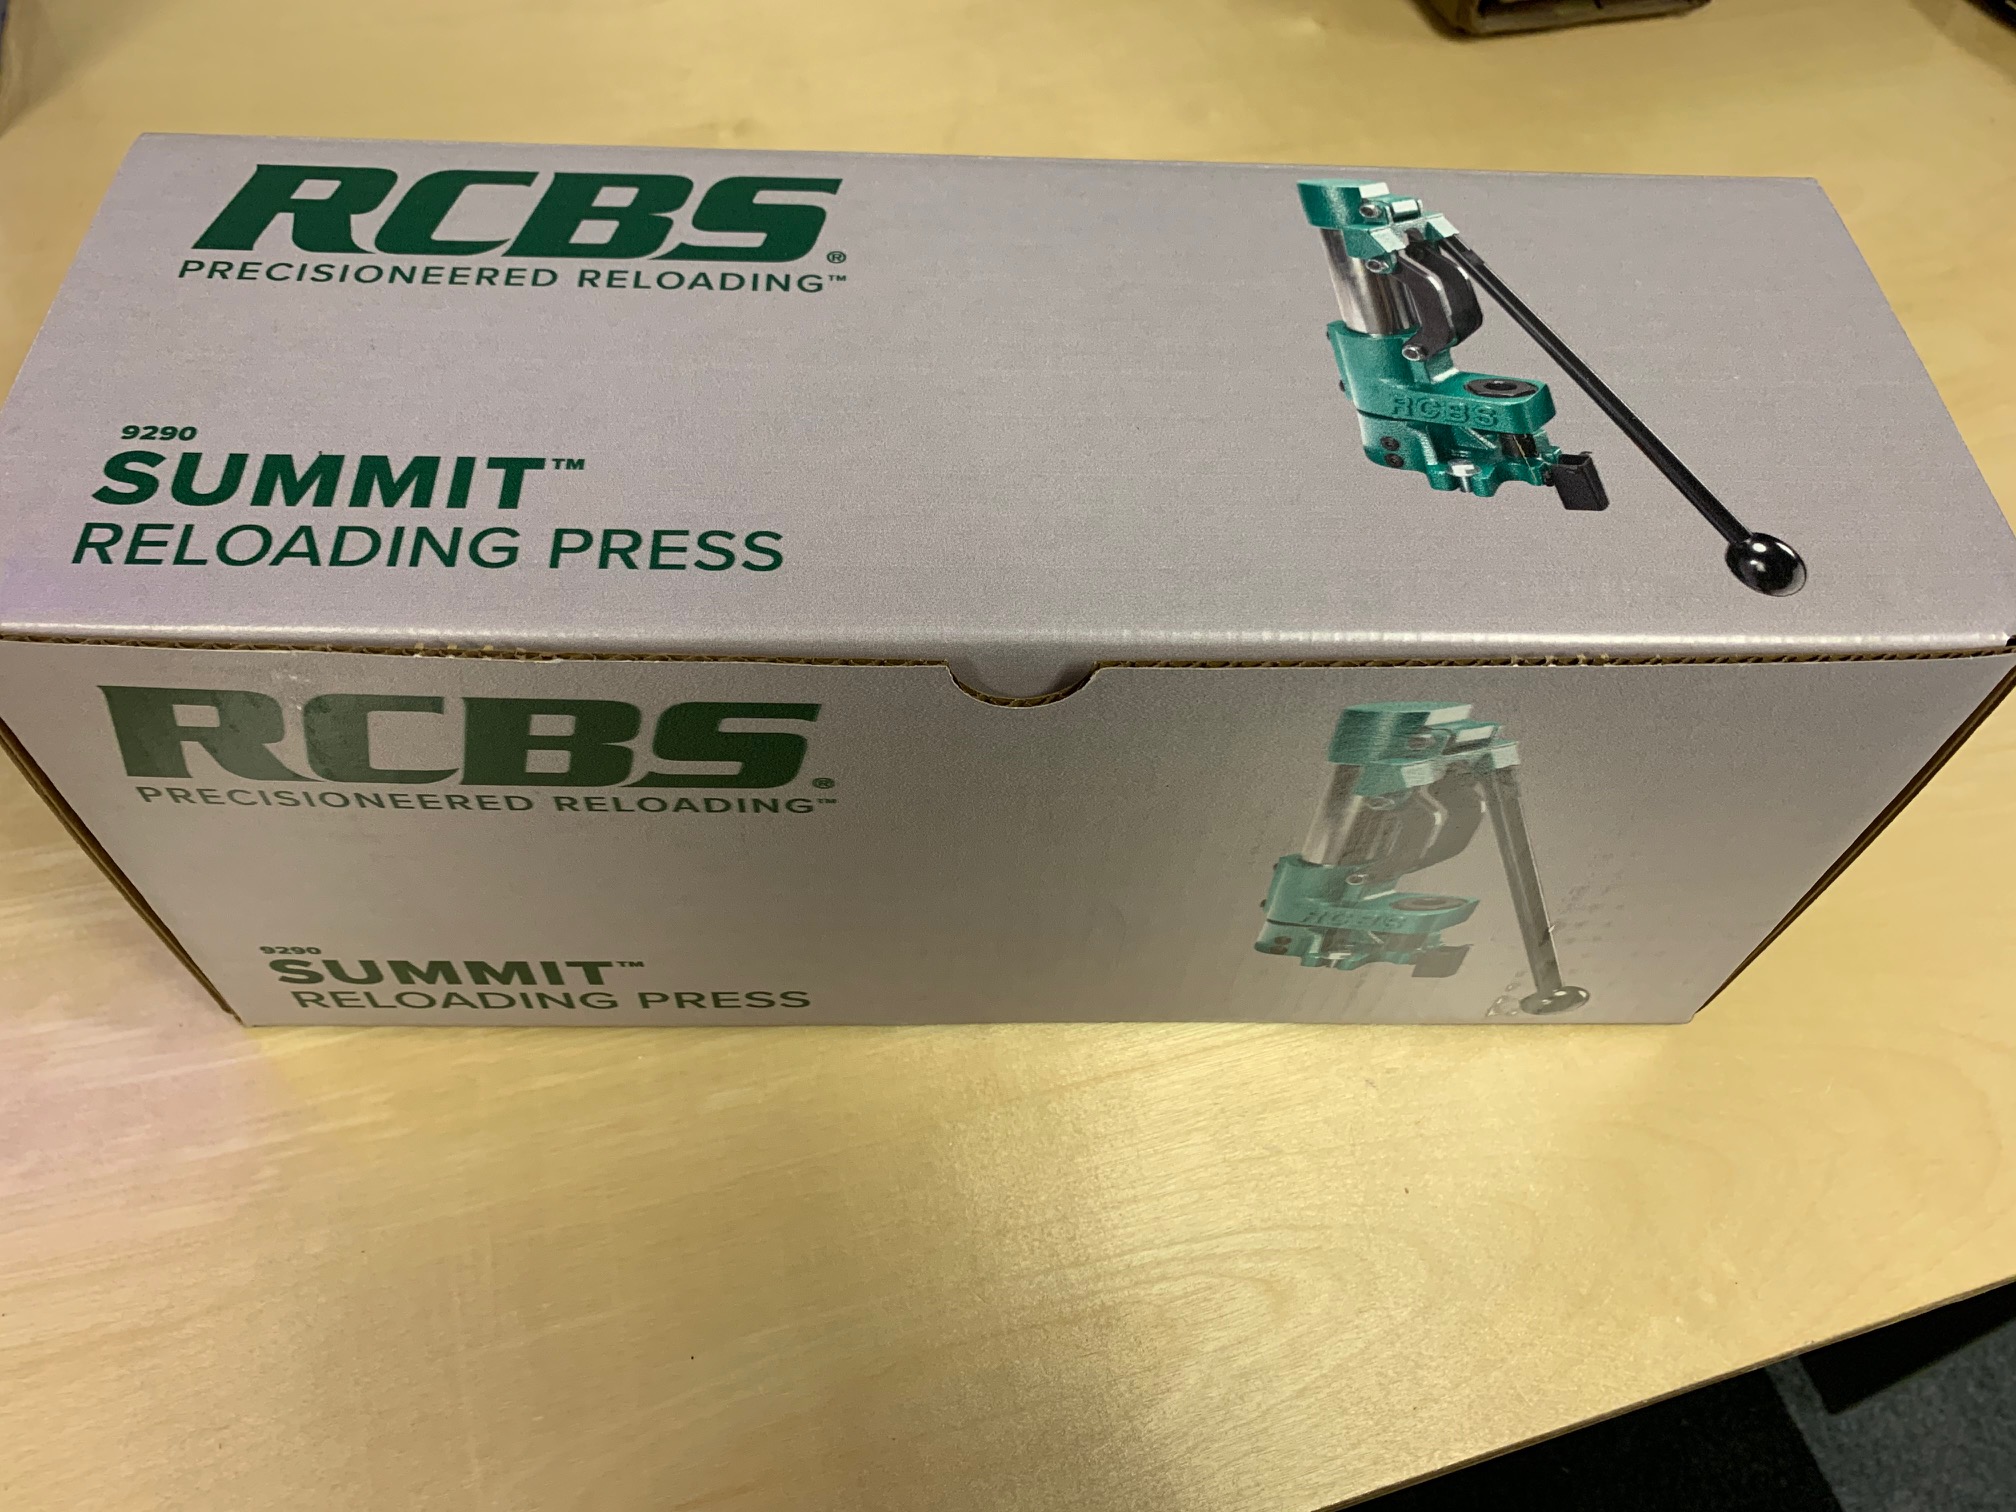 RCBS®
PRECISIONEERED RELOADING™
9290
SUMMIT™
RELOADING PRESS
RCBS
RCBS®
PRECISIONEERED RELOADING™
9290
SUMMIT™
RELOADING PRESS
RCBS